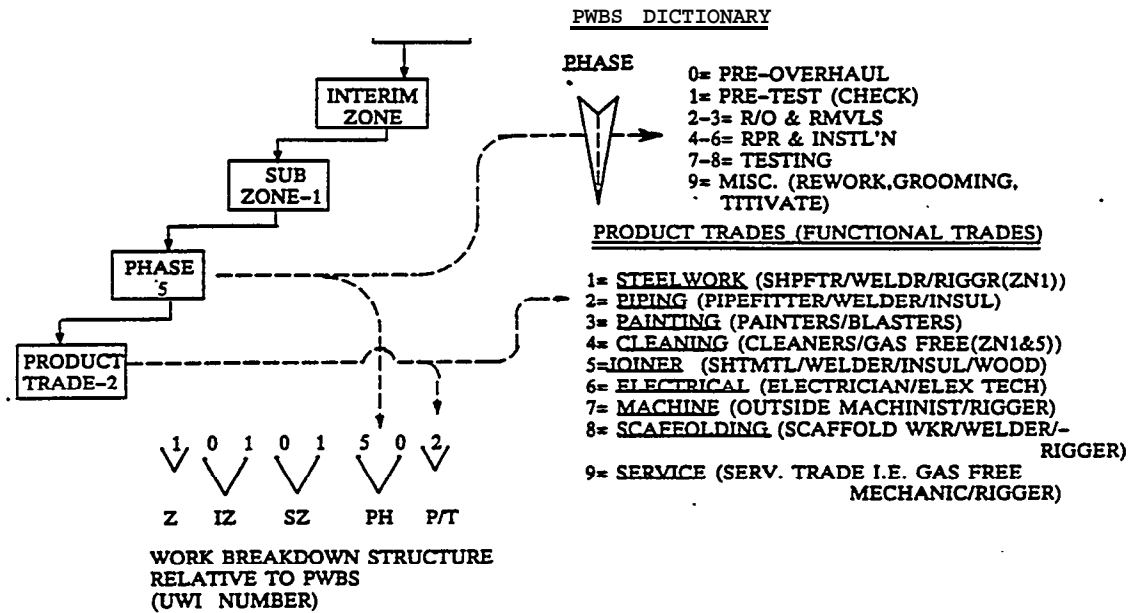 PWBS DICTIONARY
INTERIM
ZONE
SUB
ZONE-1
PHASE
5
PRODUCT
TRADE-2
PHASE
0= PRE-OVERHAUL
1= PRE-TEST (CHECK)
2-3= R/O & RMVLS
4-6= RPR & INSTL'N
7-8= TESTING
9= MISC. (REWORK,GROOMING,
TITIVATE)
PRODUCT TRADES (FUNCTIONAL TRADES)
1= STEELWORK (SHPFTR/WELDR/RIGGR(ZN1))
2= PIPING (PIPEFITTER/WELDER/INSUL)
3= PAINTING (PAINTERS/BLASTERS)
4= CLEANING (CLEANERS/GAS FREE(ZN1&5))
5=JOINER (SHTMTL/WELDER/INSUL/WOOD)
6= ELECTRICAL (ELECTRICIAN/ELEX TECH)
7= MACHINE (OUTSIDE MACHINIST/RIGGER)
8= SCAFFOLDING (SCAFFOLD WKR/WELDER/-
RIGGER)
9= SERVICE (SERV. TRADE I.E. GAS FREE
MECHANIC/RIGGER)
1 0 1 0 1 5 0 2
Z IZ SZ PH P/T
WORK BREAKDOWN STRUCTURE
RELATIVE TO PWBS
(UWI NUMBER)